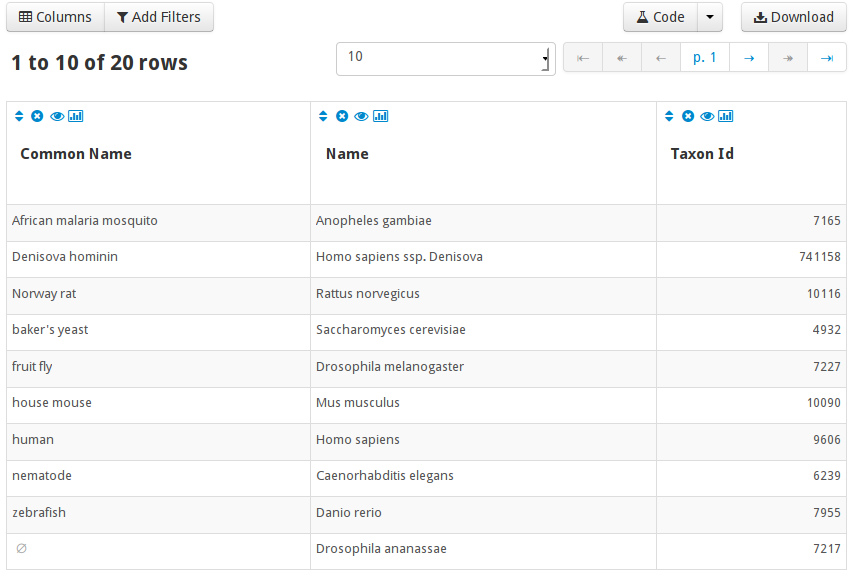 Columns Add Filters Code Download
1 to 10 of 20 rows 10 p. 1
Common Name Name Taxon Id
African malaria mosquito Anopheles gambiae 7165
Denisova hominin Homo sapiens ssp. Denisova 741158
Norway rat Rattus norvegicus 10116
baker's yeast Saccharomyces cerevisiae 4932
fruit fly Drosophila melanogaster 7227
house mouse Mus musculus 10090
human Homo sapiens 9606
nematode Caenorhabditis elegans 6239
zebrafish Danio rerio 7955
∅ Drosophila ananassae 7217